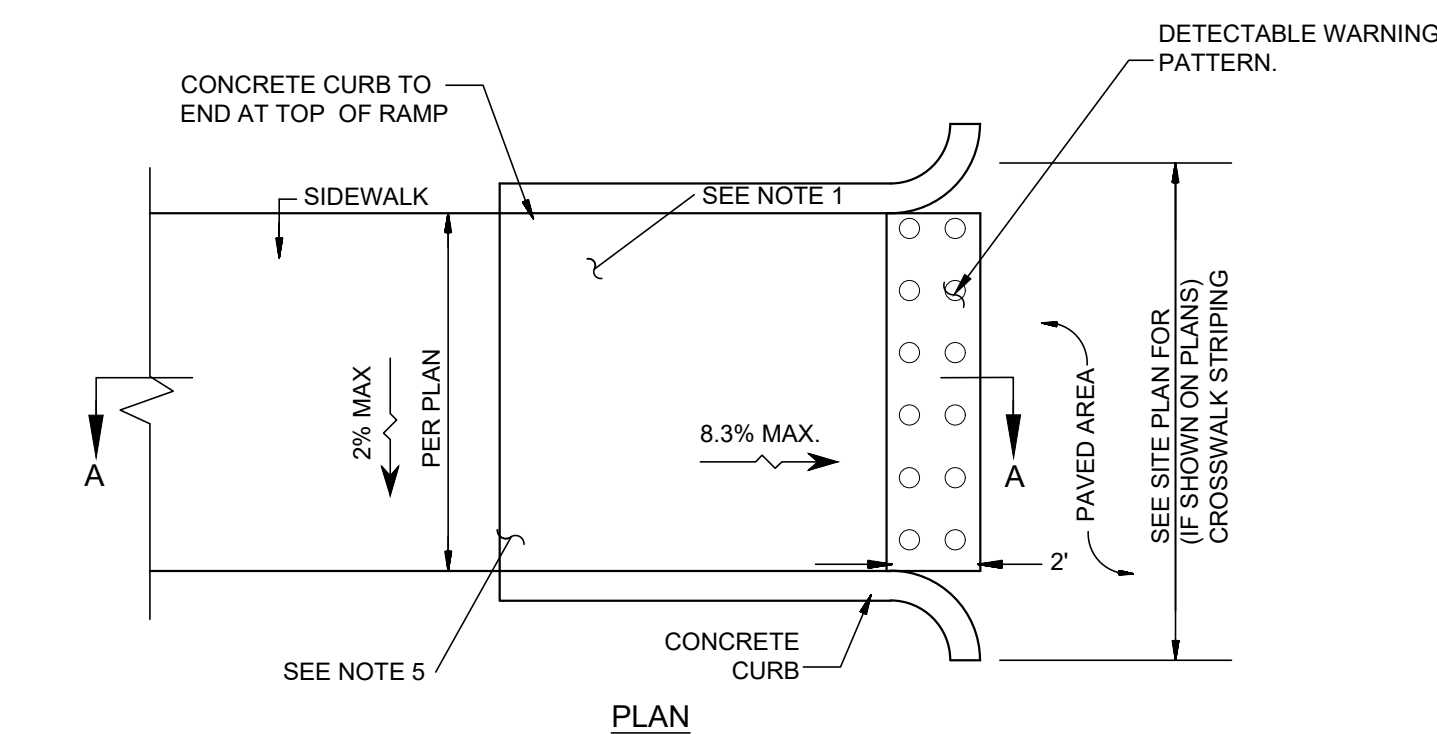 DETECTABLE WARNING
PATTERN.
CONCRETE CURB TO
END AT TOP OF RAMP
SIDEWALK
SEE NOTE 1
2% MAX
PER PLAN
8.3% MAX.
A
A
PAVED AREA
SEE SITE PLAN FOR
(IF SHOWN ON PLANS)
CROSSWALK STRIPING
2'
CONCRETE
CURB
SEE NOTE 5
PLAN